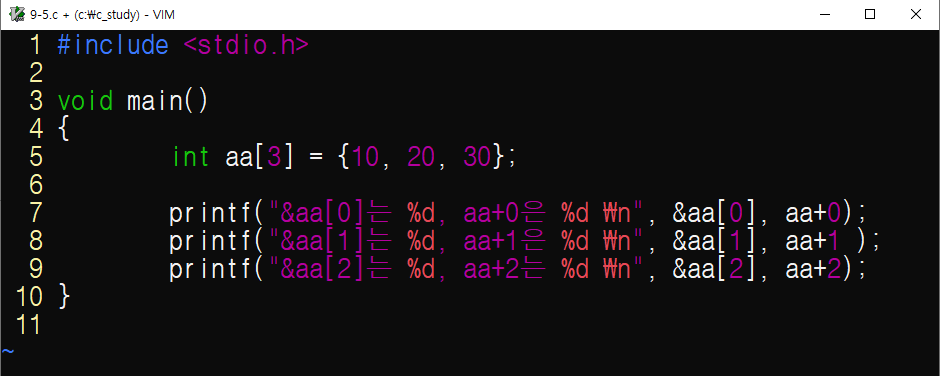 9-5.c + (c:₩c_study) - VIM
1 #include <stdio.h>
2
3 void main()
4 {
5 int aa[3] = {10, 20, 30};
6
7 printf("&aa[0]는 %d, aa+0은 %d ₩n", &aa[0], aa+0);
8 printf("&aa[1]는 %d, aa+1은 %d ₩n", &aa[1], aa+1 );
9 printf("&aa[2]는 %d, aa+2는 %d ₩n", &aa[2], aa+2);
10 }
11
~